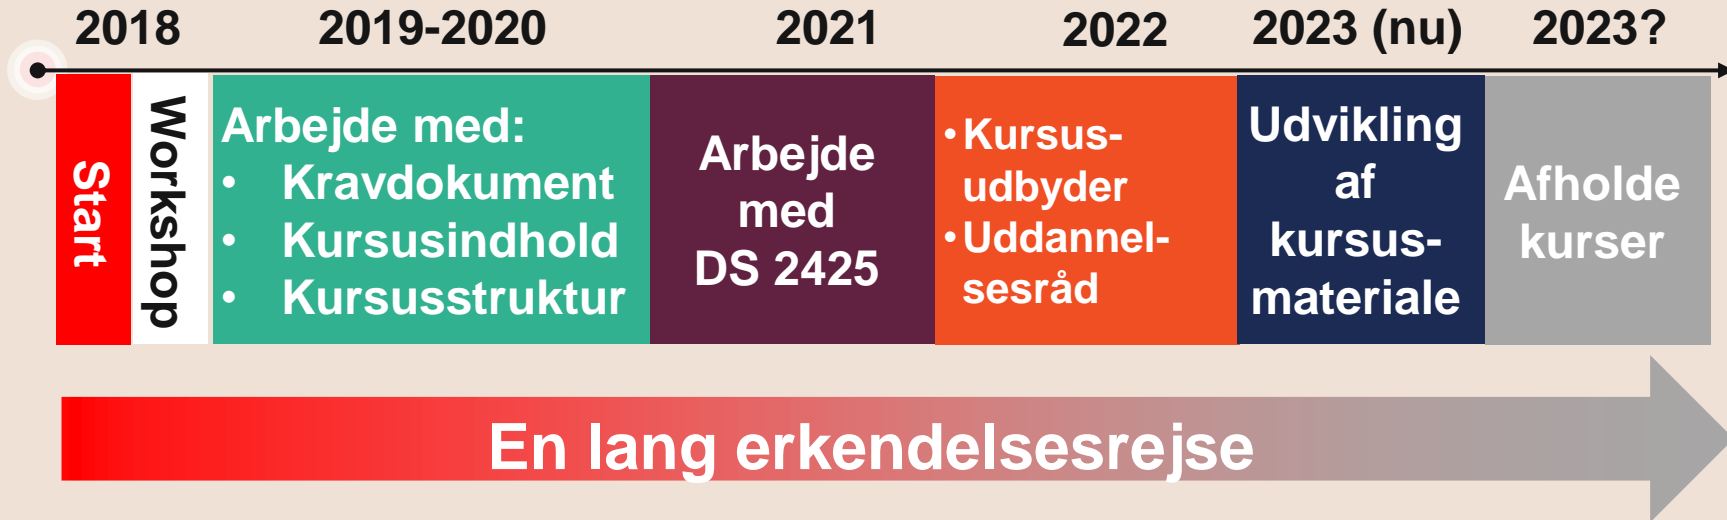 2018
2019-2020
2021
2022
2023 (nu)
2023?
Start
Workshop
Arbejde med:
• Kravdokument
• Kursusindhold
• Kursusstruktur
Arbejde
med
DS 2425
• Kursus-
udbyder
• Uddannel-
sesråd
Udvikling
af
kursus-
materiale
Afholde
kurser
En lang erkendelsesrejse